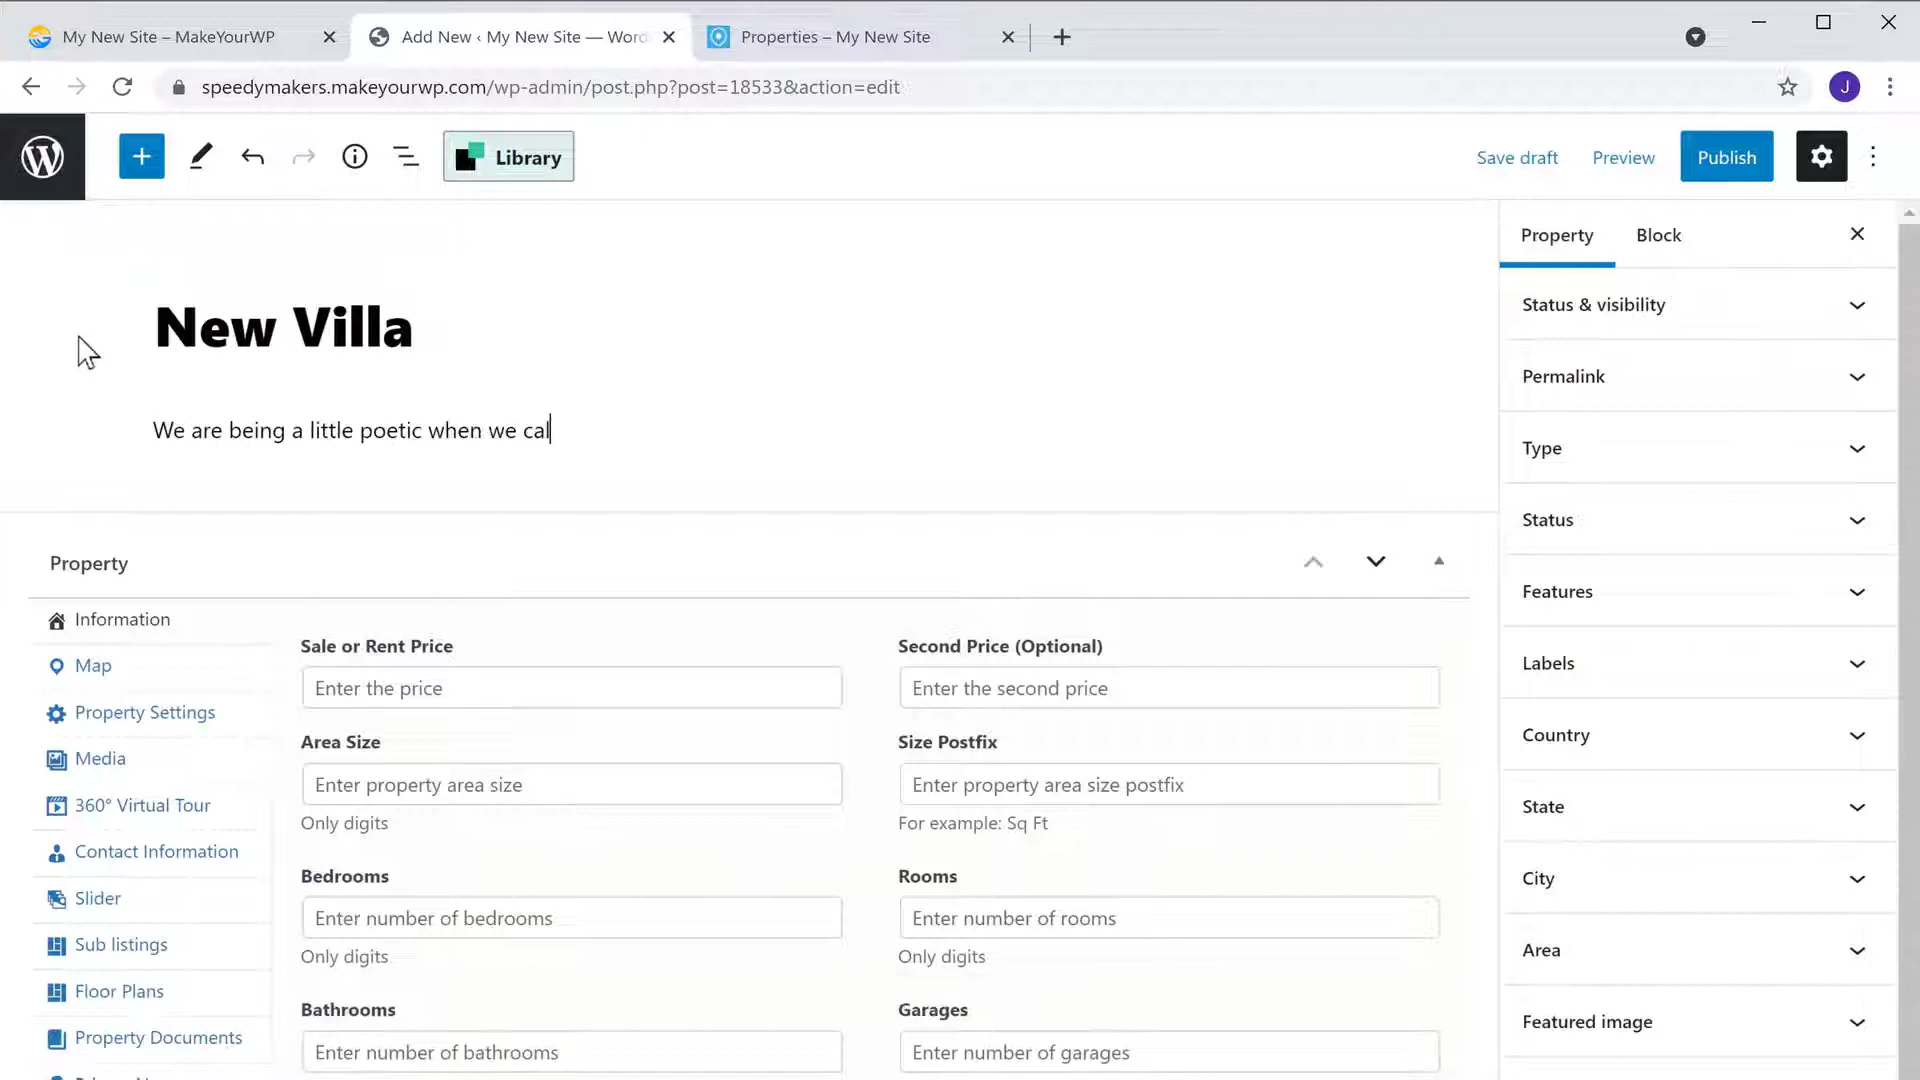 My New Site – MakeYourWP
Add New ‹ My New Site — Word
Properties – My New Site
speedymakers.makeyourwp.com/wp-admin/post.php?post=18533&action=edit
J
Library
Save draft
Preview
Publish
Property
Block
New Villa
We are being a little poetic when we cal
Status & visibility
Permalink
Type
Status
Features
Labels
Country
State
City
Area
Featured image
Property
Information
Map
Property Settings
Media
360° Virtual Tour
Contact Information
Slider
Sub listings
Floor Plans
Property Documents
Sale or Rent Price
Enter the price
Second Price (Optional)
Enter the second price
Area Size
Enter property area size
Only digits
Size Postfix
Enter property area size postfix
For example: Sq Ft
Bedrooms
Enter number of bedrooms
Only digits
Rooms
Enter number of rooms
Only digits
Bathrooms
Enter number of bathrooms
Garages
Enter number of garages